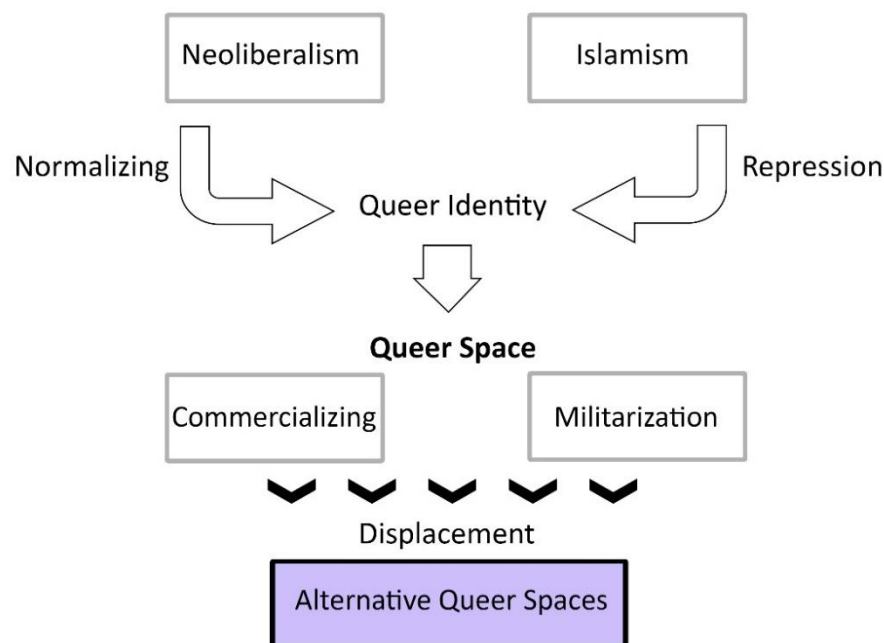 Neoliberalism
Islamism
Normalizing
Repression
Queer Identity
Queer Space
Commercializing
Militarization
Displacement
Alternative Queer Spaces